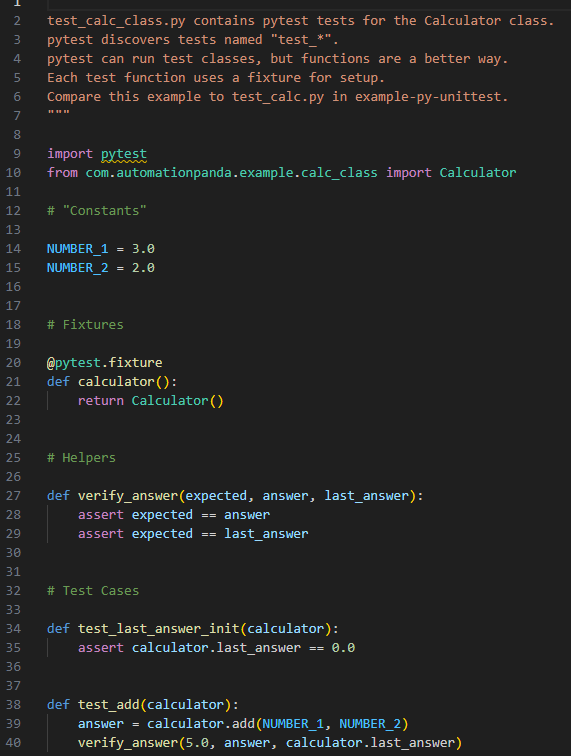 1
2 test_calc_class.py contains pytest tests for the Calculator class.
3 pytest discovers tests named "test_*".
4 pytest can run test classes, but functions are a better way.
5 Each test function uses a fixture for setup.
6 Compare this example to test_calc.py in example-py-unittest.
7 """
8
9 import pytest
10 from com.automationpanda.example.calc_class import Calculator
11
12 # "Constants"
13
14 NUMBER_1 = 3.0
15 NUMBER_2 = 2.0
16
17
18 # Fixtures
19
20 @pytest.fixture
21 def calculator():
22     return Calculator()
23
24
25 # Helpers
26
27 def verify_answer(expected, answer, last_answer):
28     assert expected == answer
29     assert expected == last_answer
30
31
32 # Test Cases
33
34 def test_last_answer_init(calculator):
35     assert calculator.last_answer == 0.0
36
37
38 def test_add(calculator):
39     answer = calculator.add(NUMBER_1, NUMBER_2)
40     verify_answer(5.0, answer, calculator.last_answer)